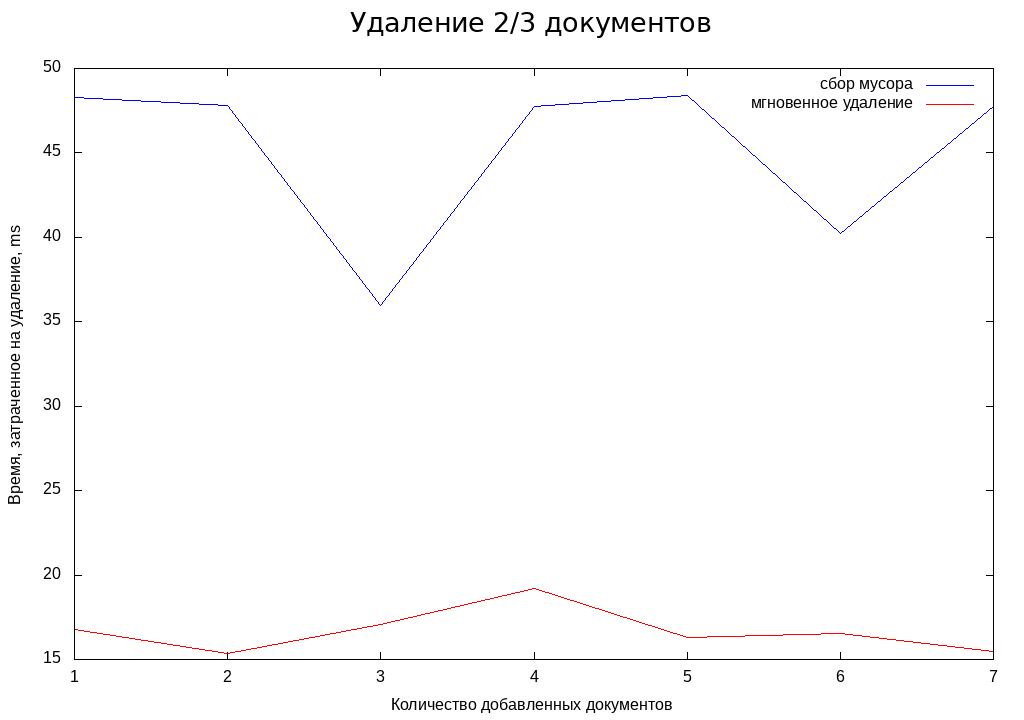 Удаление 2/3 документов
сбор мусора
мгновенное удаление
50
45
40
35
30
25
20
15
Время, затраченное на удаление, ms
1 2 3 4 5 6 7
Количество добавленных документов